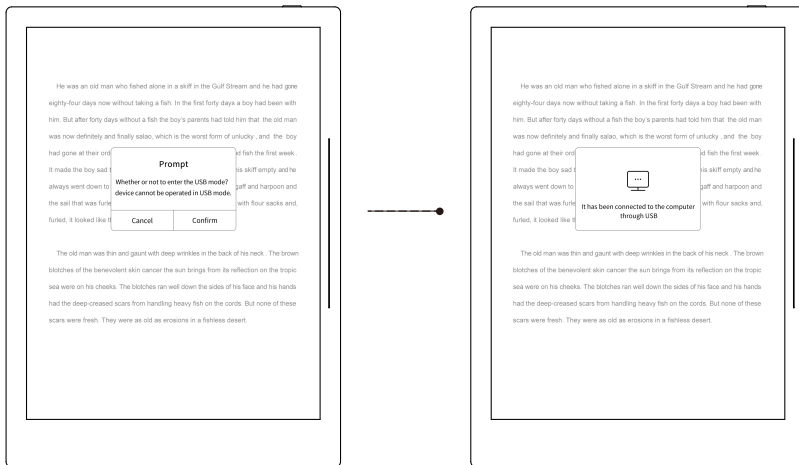 He was an old man who fished alone in a skiff in the Gulf Stream and he had gone
eighty-four days now without taking a fish. In the first forty days a boy had been with
him. But after forty days without a fish the boy's parents had told him that the old man
was now definitely and finally salao, which is the worst form of unlucky , and the boy
had gone at their ord
d fish the first week .
It made the boy sad t
is skiff empty and he
always went down to
gaff and harpoon and
the sail that was furle
with flour sacks and,
furled, it looked like t
Prompt
Whether or not to enter the USB mode?
device cannot be operated in USB mode.
Cancel Confirm
The old man was thin and gaunt with deep wrinkles in the back of his neck . The brown
blotches of the benevolent skin cancer the sun brings from its reflection on the tropic
sea were on his cheeks. The blotches ran well down the sides of his face and his hands
had the deep-creased scars from handling heavy fish on the cords. But none of these
scars were fresh. They were as old as erosions in a fishless desert.
He was an old man who fished alone in a skiff in the Gulf Stream and he had gone
eighty-four days now without taking a fish. In the first forty days a boy had been with
him. But after forty days without a fish the boy's parents had told him that the old man
was now definitely and finally salao, which is the worst form of unlucky , and the boy
had gone at their ord
d fish the first week .
It made the boy sad t
is skiff empty and he
always went down to
gaff and harpoon and
the sail that was furle
with flour sacks and,
furled, it looked like t
It has been connected to the computer
through USB
The old man was thin and gaunt with deep wrinkles in the back of his neck . The brown
blotches of the benevolent skin cancer the sun brings from its reflection on the tropic
sea were on his cheeks. The blotches ran well down the sides of his face and his hands
had the deep-creased scars from handling heavy fish on the cords. But none of these
scars were fresh. They were as old as erosions in a fishless desert.